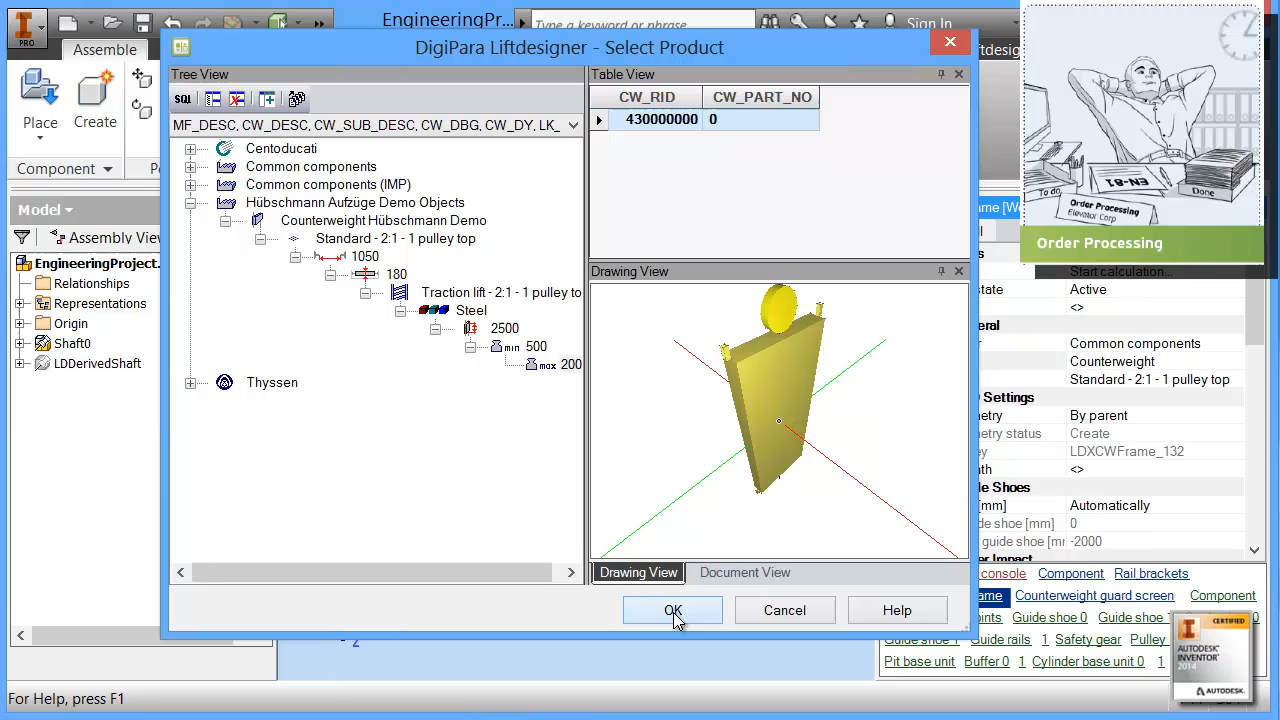 EngineeringPr...
Type a keyword or phrase
Sign In
PRO
Assemble
Liftdesig
Place
Create
Component
Model
Assembly View
EngineeringProject.
Relationships
Representations
Origin
Shaft0
LDDerivedShaft
DigiPara Liftdesigner - Select Product
Tree View
SQL
MF_DESC, CW_DESC, CW_SUB_DESC, CW_DBG, CW_DY, LK_
Centoducati
Common components
Common components (IMP)
Hübschmann Aufzüge Demo Objects
Counterweight Hübschmann Demo
Standard - 2:1 - 1 pulley top
1050
180
Traction lift - 2:1 - 1 pulley to
Steel
2500
min 500
max 200
Thyssen
Table View
CW_RID CW_PART_NO
430000000 0
Drawing View
Drawing View Document View
OK Cancel Help
To do
EN-81
Done
Order Processing
Elevator Corp
Order Processing
Start calculation...
Active
<>
Common components
Counterweight
Standard - 2:1 - 1 pulley top
Settings
By parent
Create
LDXCWFrame_132
<>
Automatically
0
guide shoe [mm] -2000
Impact
console Component Rail brackets
Counterweight guard screen Component
Guide shoe 0
Guide shoe 1 Guide rails 1 Safety gear Pulley
Pit base unit Buffer 0 1 Cylinder base unit 0 1
CERTIFIED
AUTODESK
INVENTOR
2014
AUTODESK.
For Help, press F1